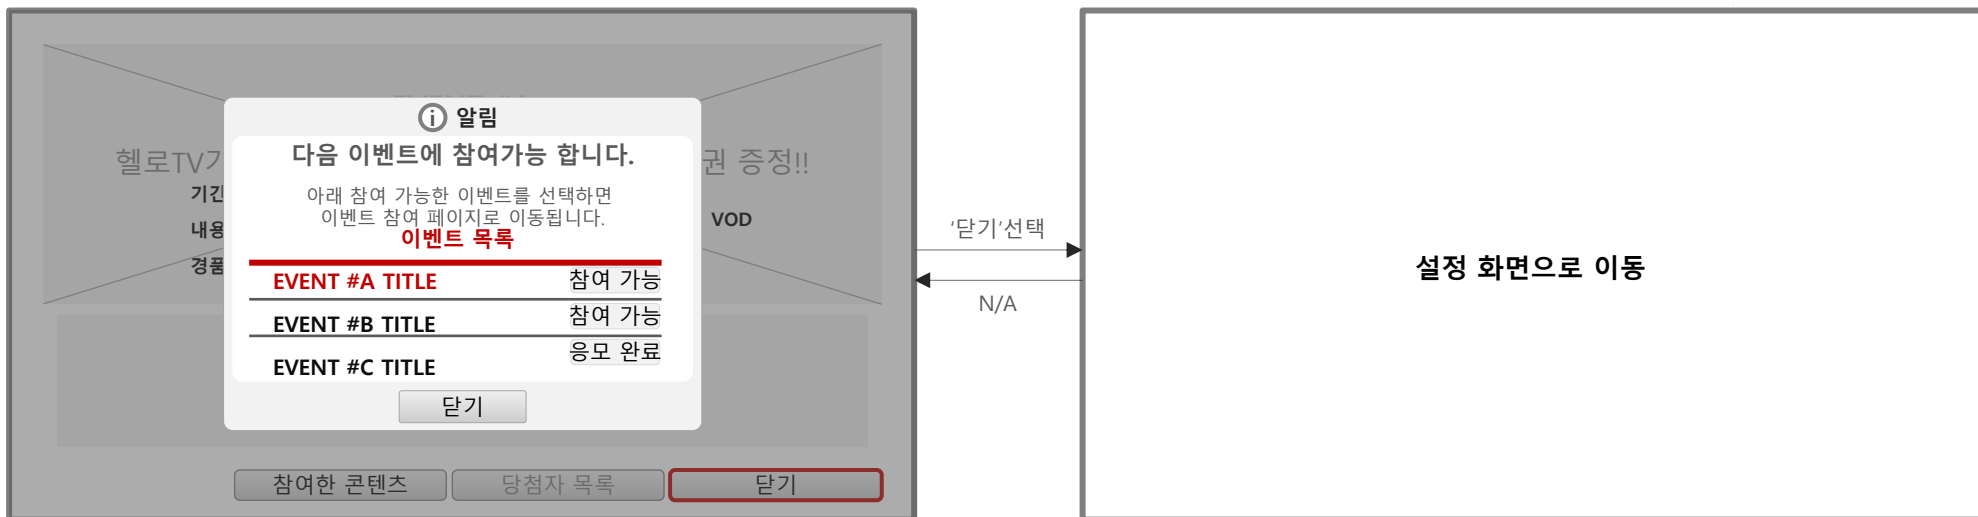 알림
다음 이벤트에 참여가능 합니다.
헬로TV가
권 증정!!
아래 참여 가능한 이벤트를 선택하면
이벤트 참여 페이지로 이동됩니다.
기간
내용
VOD
경품
이벤트 목록
EVENT #A TITLE 참여 가능
EVENT #B TITLE 참여 가능
EVENT #C TITLE 응모 완료
닫기
참여한 콘텐츠 당첨자 목록 닫기
‘닫기’선택
N/A
설정 화면으로 이동